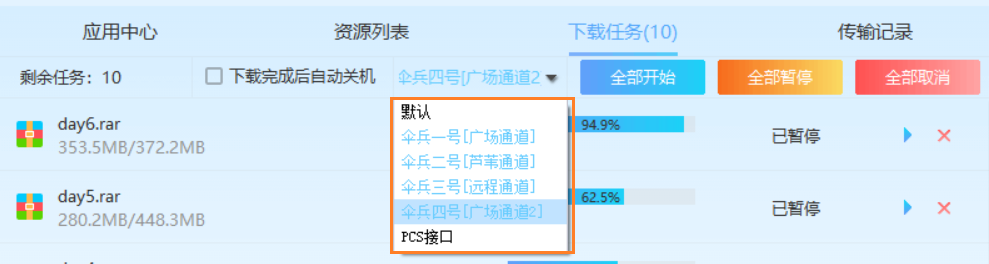 应用中心 资源列表 下载任务(10) 传输记录
剩余任务：10 下载完成后自动关机 伞兵四号[广场通道2 全部开始 全部暂停 全部取消
默认
day6.rar 94.9% 已暂停
353.5MB/372.2MB
伞兵一号[广场通道]
伞兵二号[芦苇通道]
伞兵三号[远程通道]
day5.rar 62.5% 已暂停
280.2MB/448.3MB
伞兵四号[广场通道2]
PCS接口